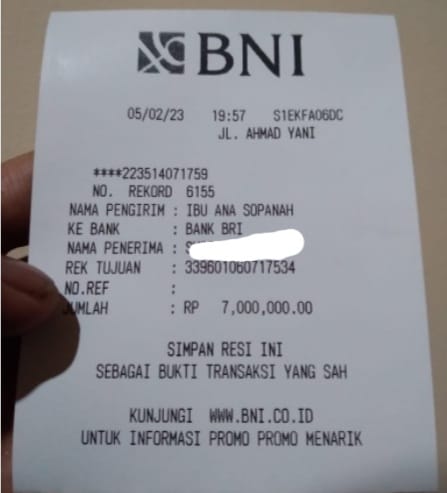 BNI
05/02/23 19:57 S1EKFA06DC
JL. AHMAD YANI
****223514071759
NO. REKORD 6155
NAMA PENGIRIM : IBU ANA SOPANAH
KE BANK : BANK BRI
NAMA PENERIMA :
REK TUJUAN : 339601060717534
NO.REF :
JUMLAH : RP 7,000,000.00
SIMPAN RESI INI
SEBAGAI BUKTI TRANSAKSI YANG SAH
KUNJUNGI WWW.BNI.CO.ID
UNTUK INFORMASI PROMO PROMO MENARIK